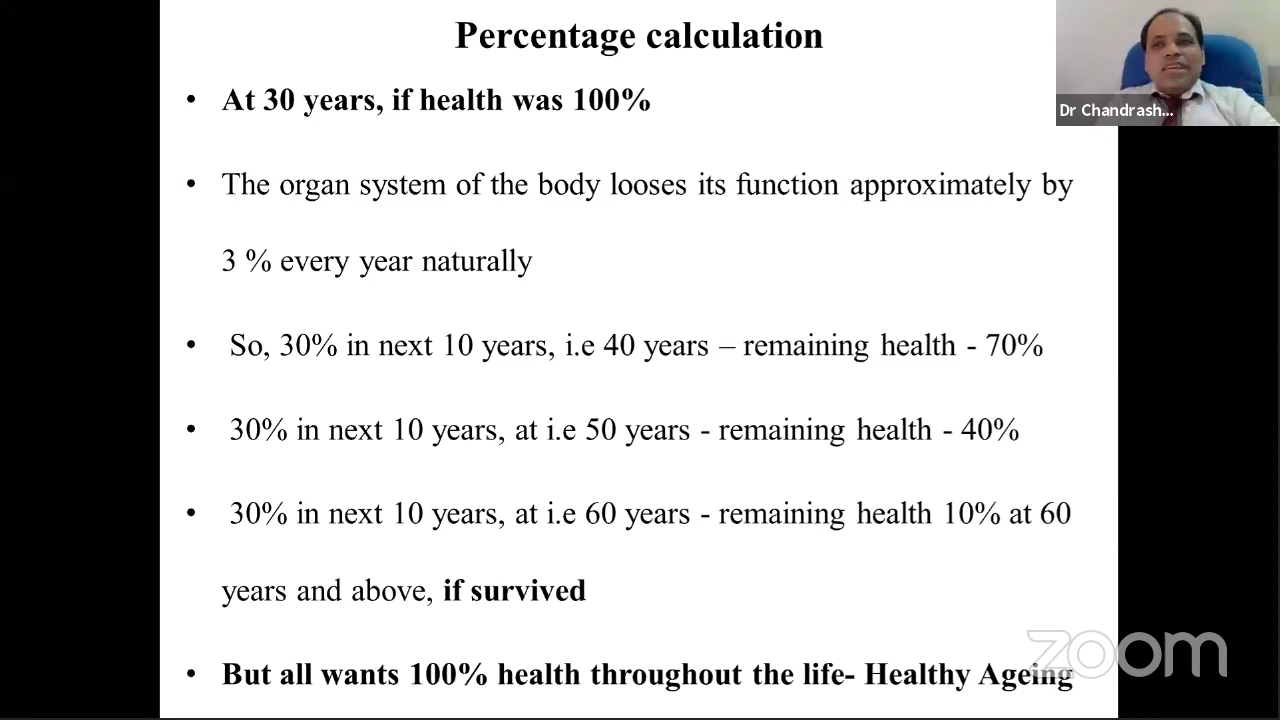 Percentage calculation
• At 30 years, if health was 100%
• The organ system of the body looses its function approximately by
3 % every year naturally
• So, 30% in next 10 years, i.e 40 years – remaining health - 70%
• 30% in next 10 years, at i.e 50 years - remaining health - 40%
• 30% in next 10 years, at i.e 60 years - remaining health 10% at 60
years and above, if survived
• But all wants 100% health throughout the life- Healthy Ageing
Dr Chandrash...
zoom